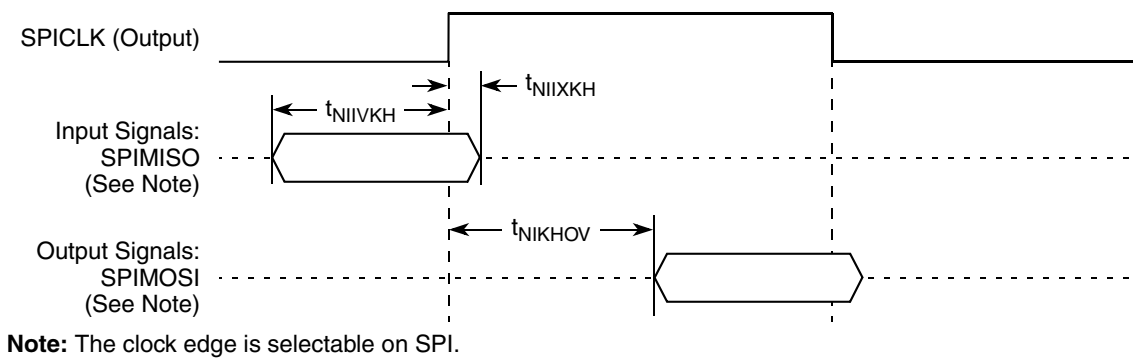 SPICLK (Output)
tNIIXKH
tNIIVKH
Input Signals:
SPIMISO
(See Note)
tNIKHOV
Output Signals:
SPIMOSI
(See Note)
Note: The clock edge is selectable on SPI.